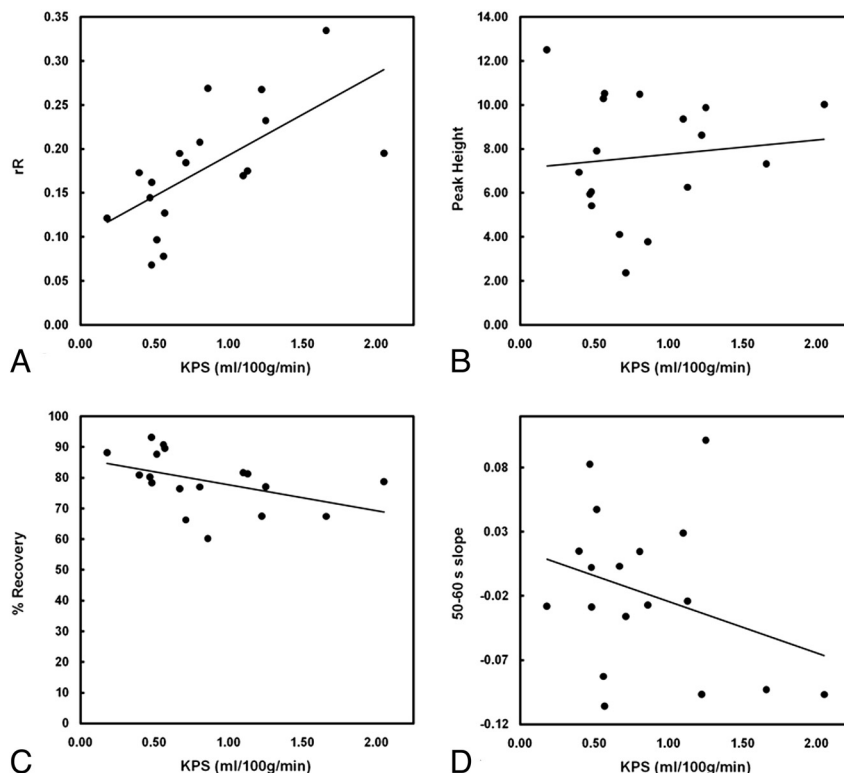 0.35
0.30
0.25
0.20
0.15
0.10
0.05
0.00
rR
0.00 0.50 1.00 1.50 2.00
KPS (ml/100g/min)
A
14.00
12.00
10.00
8.00
6.00
4.00
2.00
0.00
Peak Height
0.00 0.50 1.00 1.50 2.00
KPS (ml/100g/min)
B
100
90
80
70
60
50
40
30
20
10
0
% Recovery
0.00 0.50 1.00 1.50 2.00
KPS (ml/100g/min)
C
0.08
0.03
-0.02
-0.07
-0.12
50-60 s slope
0.00 0.50 1.00 1.50 2.00
KPS (ml/100g/min)
D